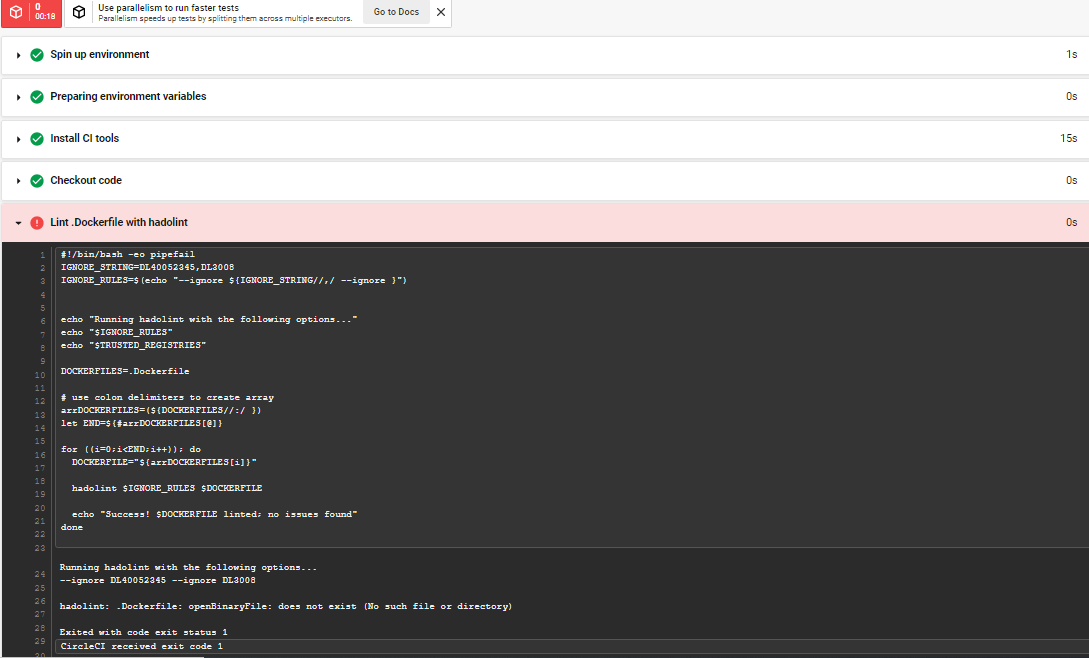 0
00:18
Use parallelism to run faster tests
Parallelism speeds up tests by splitting them across multiple executors.
Go to Docs
Spin up environment 1s
Preparing environment variables 0s
Install CI tools 15s
Checkout code 0s
Lint .Dockerfile with hadolint 0s
1 #!/bin/bash -eo pipefail
2 IGNORE_STRING=DL40052345,DL3008
3 IGNORE_RULES=$(echo "--ignore ${IGNORE_STRING//,/ --ignore }")
4
5
6 echo "Running hadolint with the following options..."
7 echo "$IGNORE_RULES"
8 echo "$TRUSTED_REGISTRIES"
9
10 DOCKERFILES=.Dockerfile
11
12 # use colon delimiters to create array
13 arrDOCKERFILES=(${DOCKERFILES//:/ })
14 let END=${#arrDOCKERFILES[@]}
15
16 for ((i=0;i<END;i++)); do
17 DOCKERFILE="${arrDOCKERFILES[i]}"
18
19 hadolint $IGNORE_RULES $DOCKERFILE
20
21 echo "Success! $DOCKERFILE linted; no issues found"
22 done
23
24 Running hadolint with the following options...
25 --ignore DL40052345 --ignore DL3008
26
27 hadolint: .Dockerfile: openBinaryFile: does not exist (No such file or directory)
28
29 Exited with code exit status 1
30 CircleCI received exit code 1